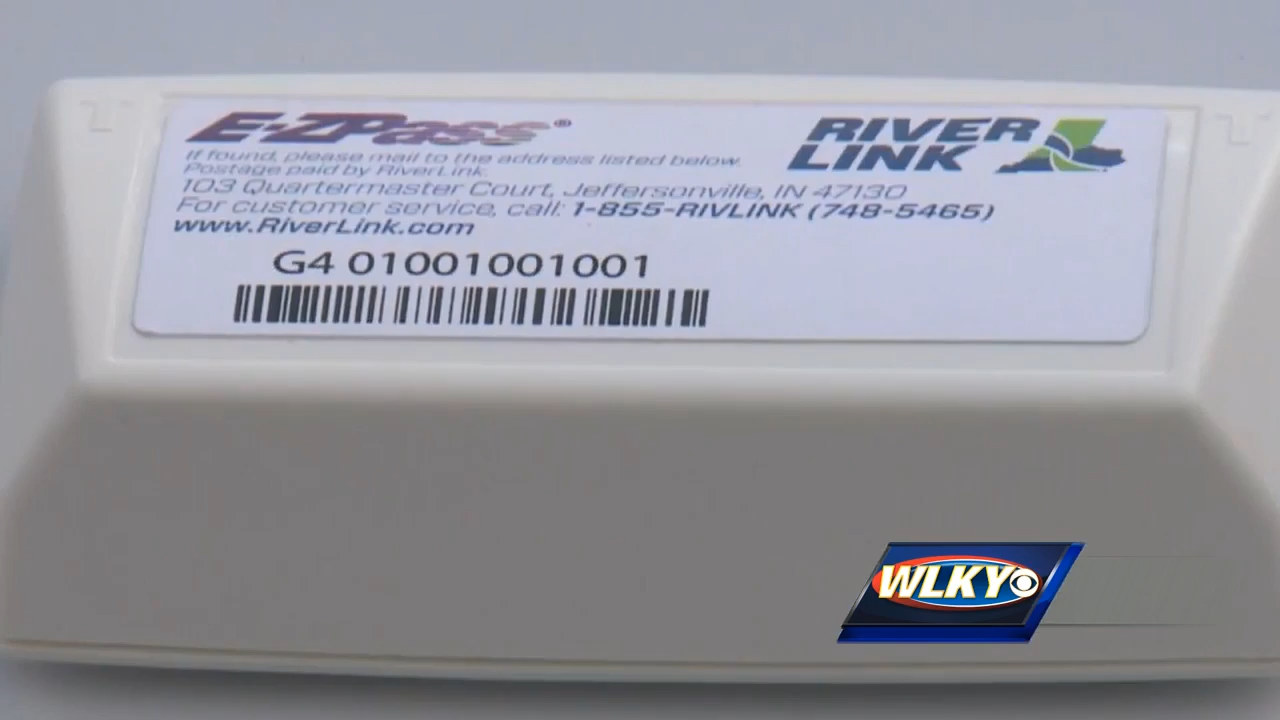 E-ZPass®
RIVER
LINK
If found, please mail to the address listed below.
Postage paid by RiverLink.
103 Quartermaster Court, Jeffersonville, IN 47130
For customer service, call: 1-855-RIVLINK (748-5465)
www.RiverLink.com
G4 01001001001
WLKY